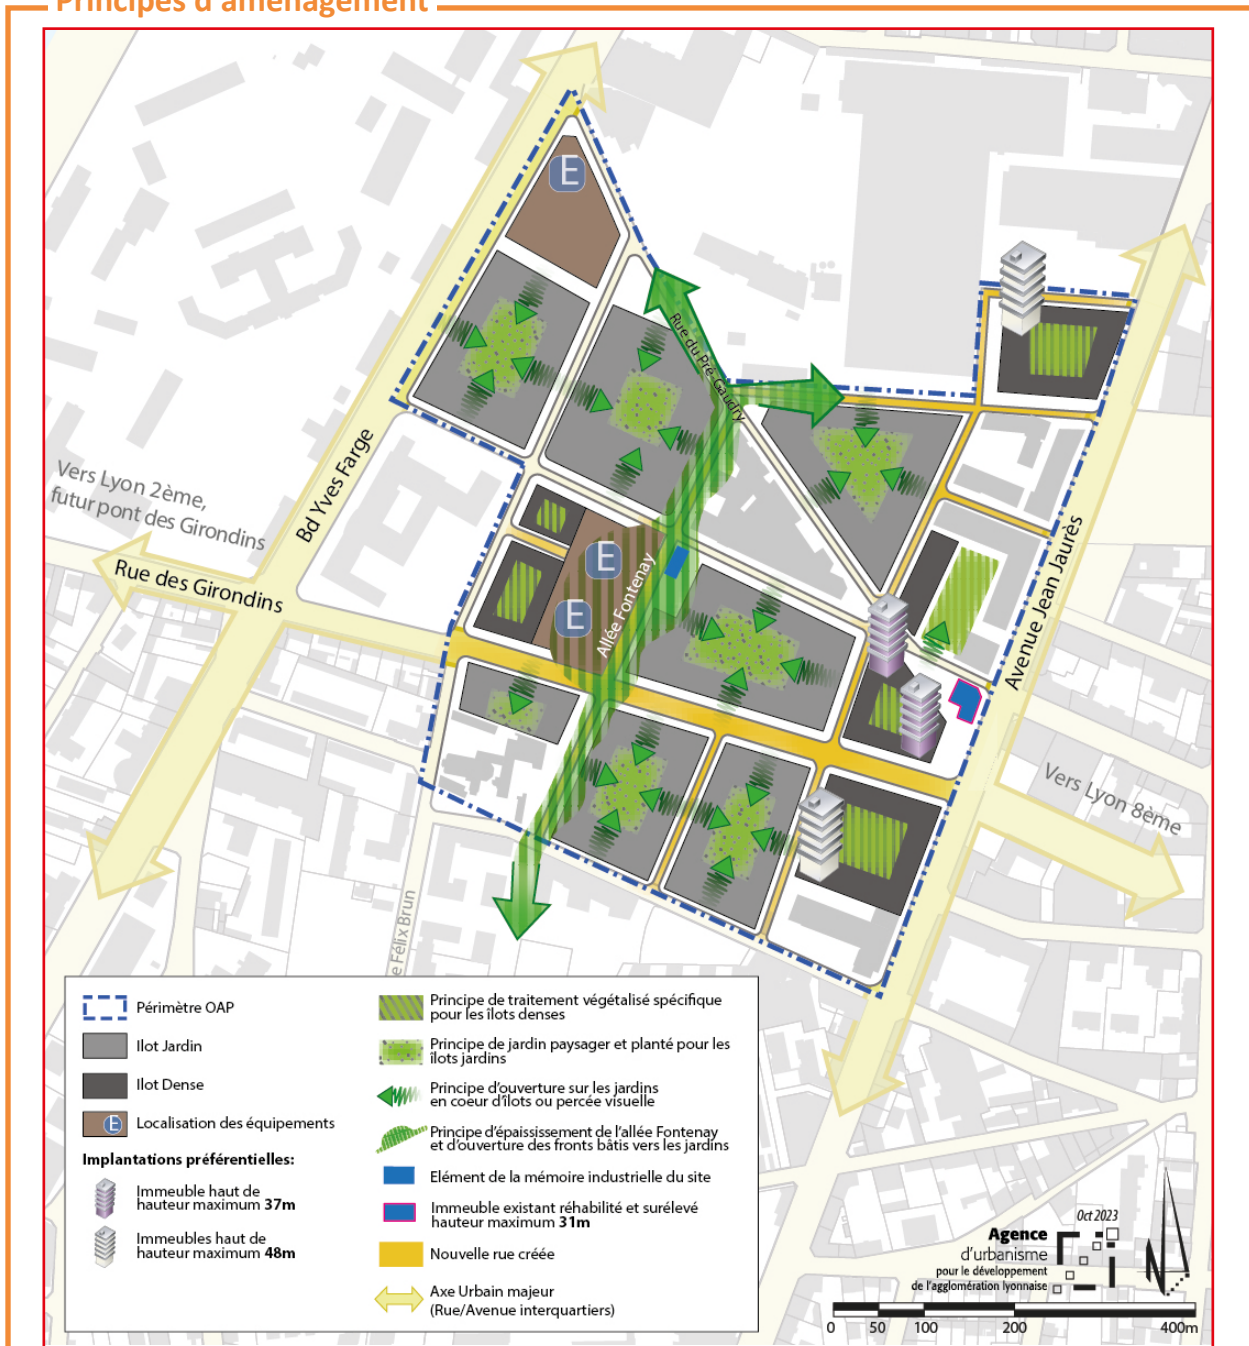 Principes d'aménagement
E
Rue du Pré-Gaudry
Bd Yves Farge
Vers Lyon 2ème,
futur pont des Girondins
Rue des Girondins
E
E
Allée Fontenay
Avenue Jean Jaurès
Vers Lyon 8ème
e Félix Brun
Périmètre OAP
Ilot Jardin
Ilot Dense
E
Localisation des équipements
Implantations préférentielles:
Immeuble haut de
hauteur maximum 37m
Immeubles haut de
hauteur maximum 48m
Principe de traitement végétalisé spécifique
pour les îlots denses
Principe de jardin paysager et planté pour les
îlots jardins
Principe d'ouverture sur les jardins
en coeur d'îlots ou percée visuelle
Principe d'épaississement de l'allée Fontenay
et d'ouverture des fronts bâtis vers les jardins
Elément de la mémoire industrielle du site
Immeuble existant réhabilité et surélevé
hauteur maximum 31m
Nouvelle rue créée
Axe Urbain majeur
(Rue/Avenue interquartiers)
Oct 2023
Agence
d'urbanisme
pour le développement
de l'agglomération lyonnaise
N
0 50 100 200 400m